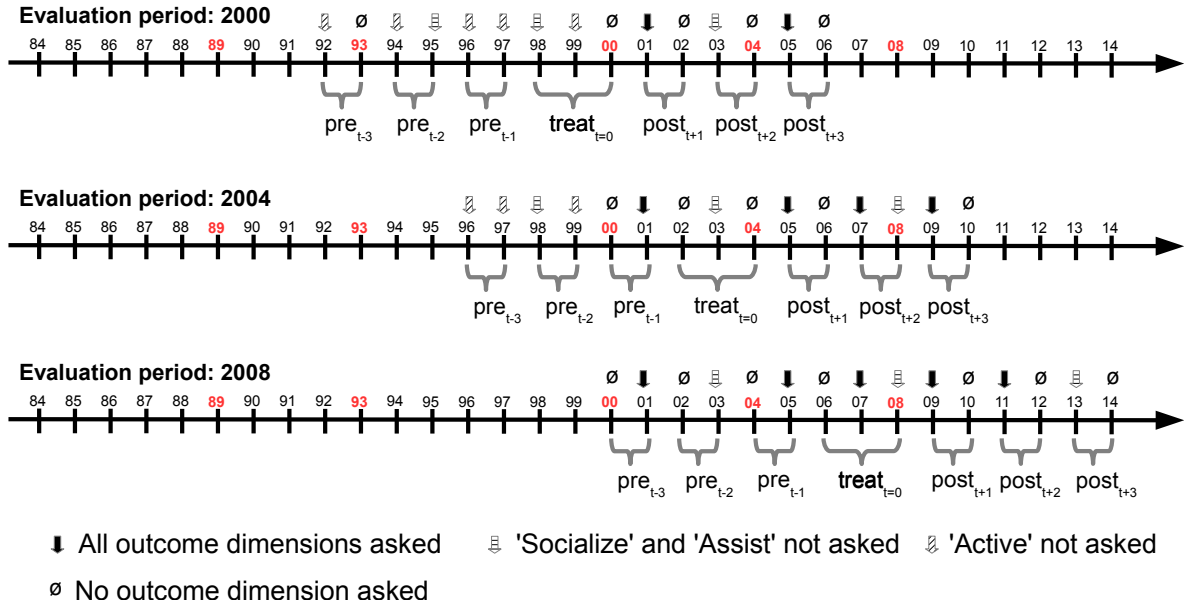 Evaluation period: 2000
ø ø ø ø ø
84 85 86 87 88 89 90 91 92 93 94 95 96 97 98 99 00 01 02 03 04 05 06 07 08 09 10 11 12 13 14
pret-3 pret-2 pret-1 treatt=0 postt+1 postt+2 postt+3
Evaluation period: 2004
ø ø ø ø ø
84 85 86 87 88 89 90 91 92 93 94 95 96 97 98 99 00 01 02 03 04 05 06 07 08 09 10 11 12 13 14
pret-3 pret-2 pret-1 treatt=0 postt+1 postt+2 postt+3
Evaluation period: 2008
ø ø ø ø ø ø ø
84 85 86 87 88 89 90 91 92 93 94 95 96 97 98 99 00 01 02 03 04 05 06 07 08 09 10 11 12 13 14
pret-3 pret-2 pret-1 treatt=0 postt+1 postt+2 postt+3
All outcome dimensions asked 'Socialize' and 'Assist' not asked 'Active' not asked
ø No outcome dimension asked